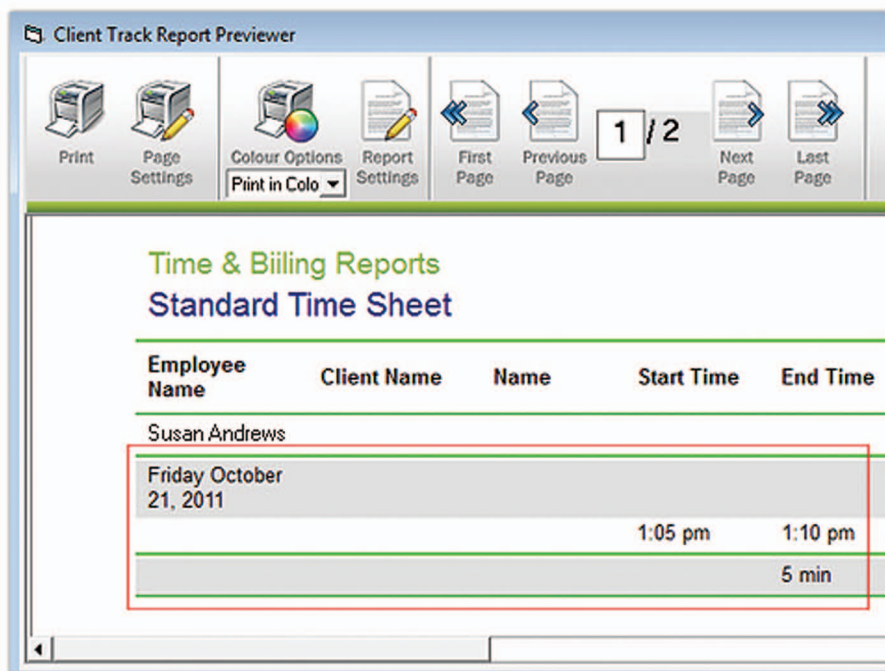 Client Track Report Previewer
Print
Page
Settings
Colour Options
Print in Colo
Report
Settings
First
Page
Previous
Page
1 / 2
Next
Page
Last
Page
Time & Biiling Reports
Standard Time Sheet
Employee
Name
Client Name
Name
Start Time
End Time
Susan Andrews
Friday October
21, 2011
1:05 pm
1:10 pm
5 min